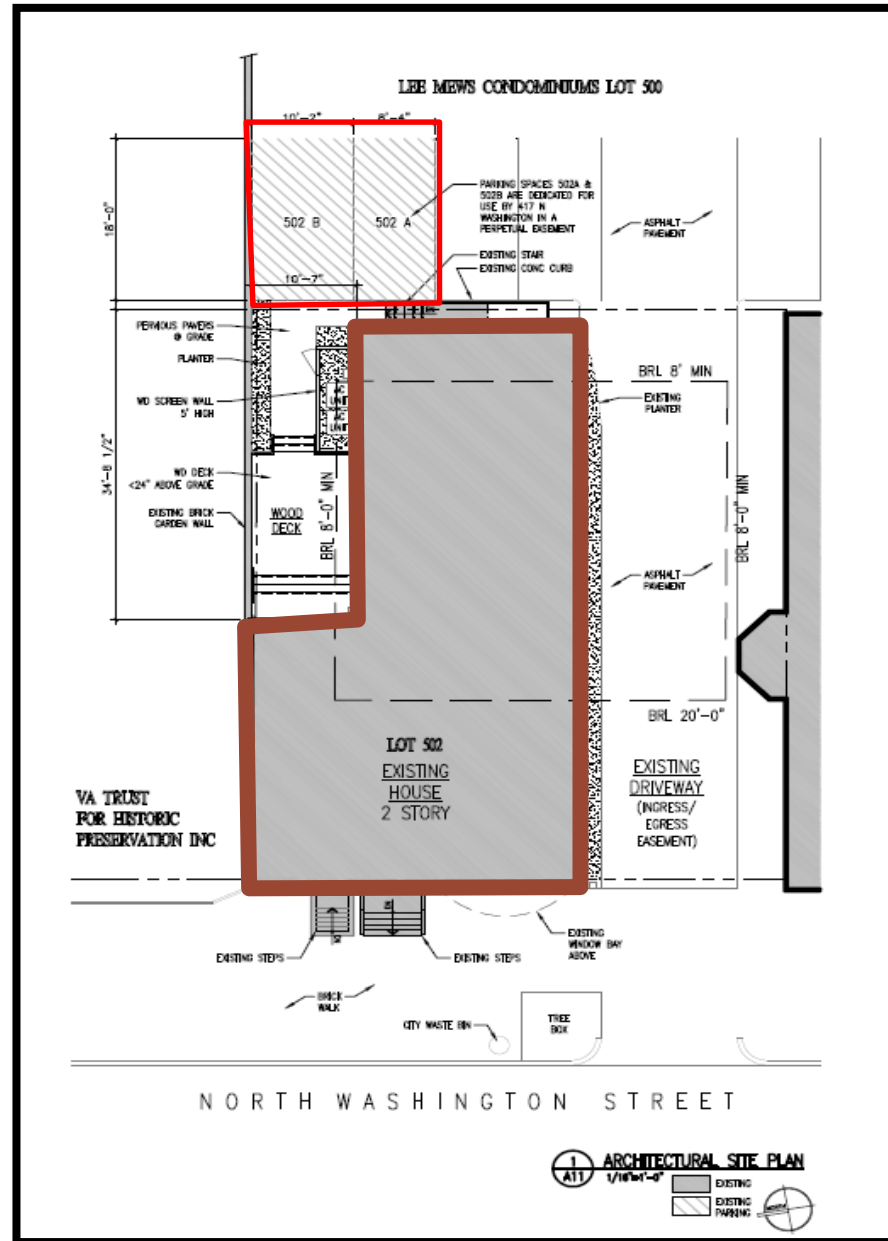 LEE MEWS CONDOMINIUMS LOT 500
10'-2"
8'-4"
18'-0"
502 B
502 A
PARKING SPACES 502A &
502B ARE DEDICATED FOR
USE BY 417 N
WASHINGTON IN A
PERPETUAL EASEMENT
ASPHALT
PAVEMENT
EXISTING STAIR
EXISTING CONC CURB
10'-7"
PERVIOUS PAVERS
@ GRADE
PLANTER
WD SCREEN WALL
5' HIGH
UNIT
UNIT
BRL 8' MIN
EXISTING
PLANTER
34'-8 1/2"
WD DECK
<24" ABOVE GRADE
EXISTING BRICK
GARDEN WALL
WOOD
DECK
BRL 8'-0" MIN
BRL 8'-0" MIN
ASPHALT
PAVEMENT
BRL 20'-0"
LOT 502
EXISTING
HOUSE
2 STORY
EXISTING
DRIVEWAY
(INGRESS/
EGRESS
EASEMENT)
VA TRUST
FOR HISTORIC
PRESERVATION INC
EXISTING STEPS
EXISTING STEPS
EXISTING
WINDOW BAY
ABOVE
BRICK
WALK
CITY WASTE BIN
TREE
BOX
NORTH WASHINGTON STREET
1
A11
ARCHITECTURAL SITE PLAN
1/16"=1'-0"
EXISTING
EXISTING
PARKING
NORTH